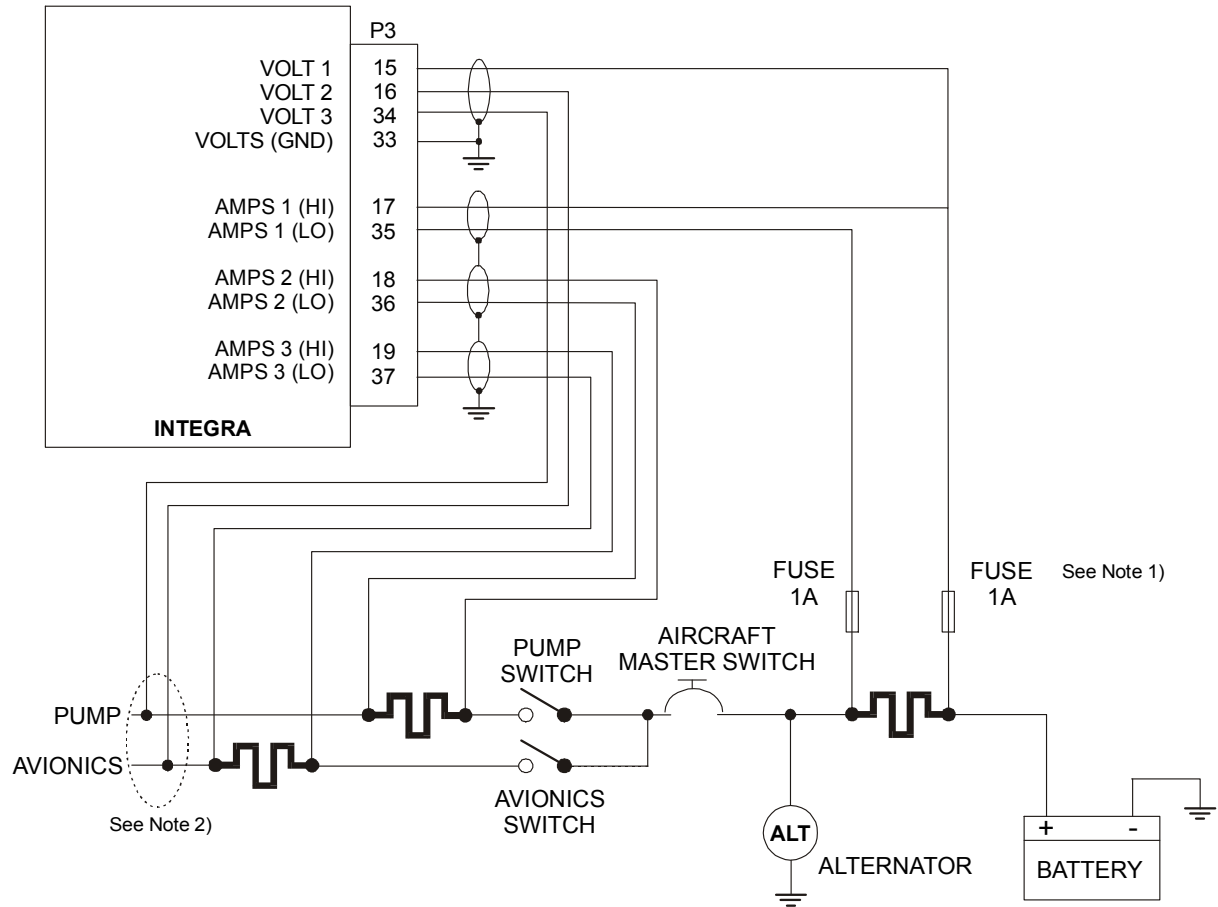 P3
VOLT 1 15
VOLT 2 16
VOLT 3 34
VOLTS (GND) 33
AMPS 1 (HI) 17
AMPS 1 (LO) 35
AMPS 2 (HI) 18
AMPS 2 (LO) 36
AMPS 3 (HI) 19
AMPS 3 (LO) 37
INTEGRA
FUSE
1A
FUSE
1A
See Note 1)
PUMP
SWITCH
AIRCRAFT
MASTER SWITCH
PUMP
AVIONICS
See Note 2)
AVIONICS
SWITCH
ALT
ALTERNATOR
+ -
BATTERY